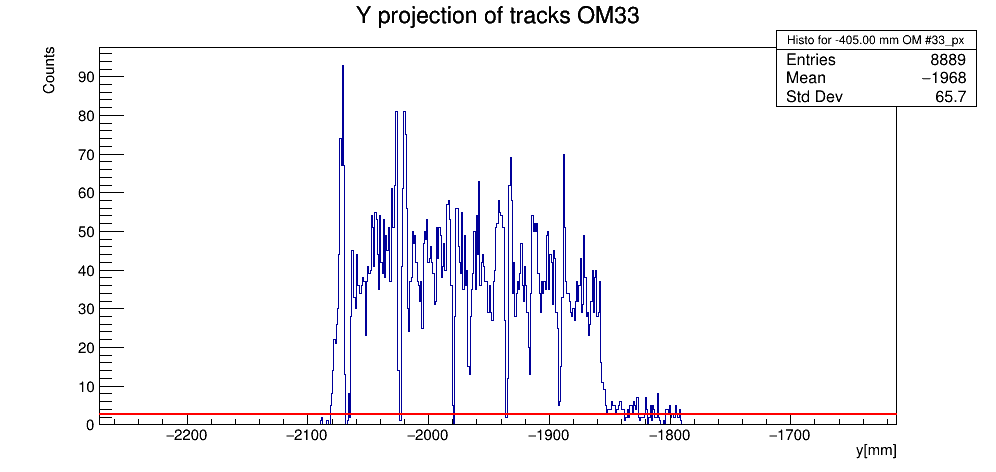 Y projection of tracks OM33
Histo for -405.00 mm OM #33_px
Entries 8889
Mean −1968
Std Dev 65.7
Counts
90
80
70
60
50
40
30
20
10
0
−2200 −2100 −2000 −1900 −1800 −1700
y[mm]